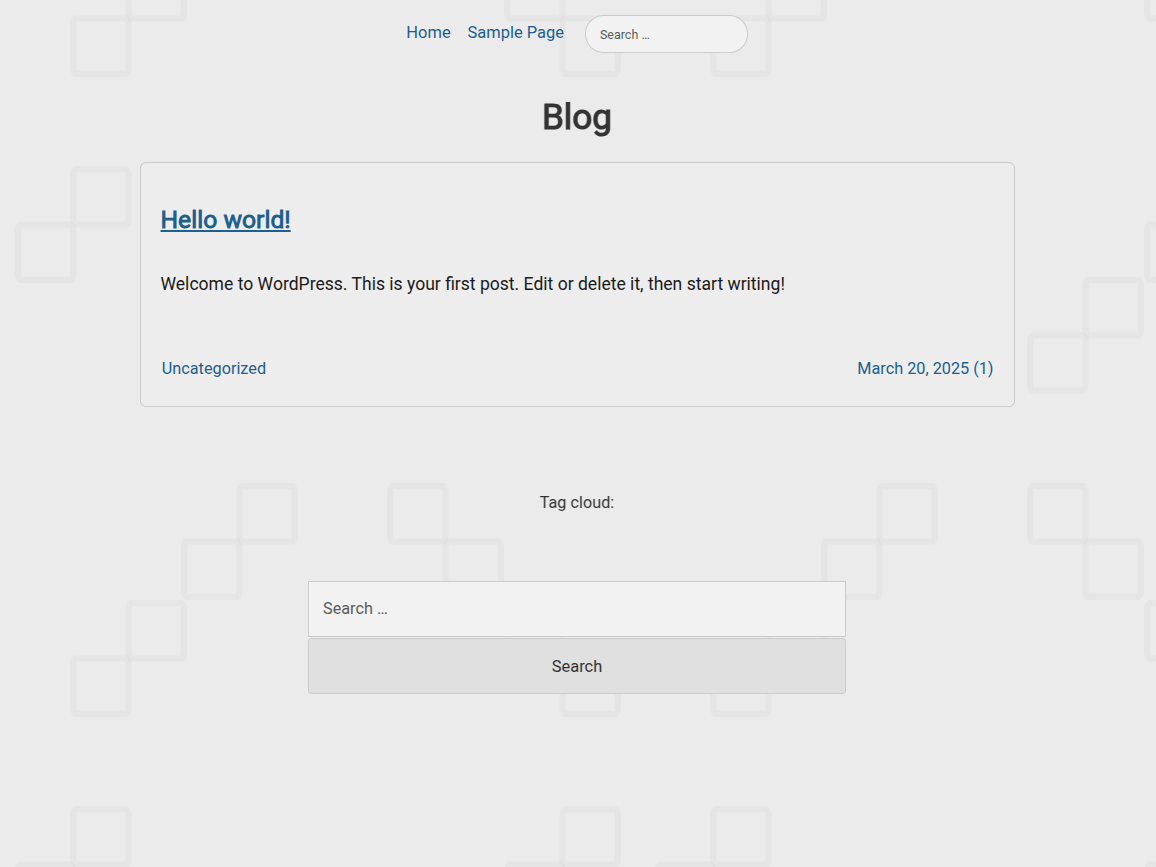 Home Sample Page Search …
Blog
Hello world!
Welcome to WordPress. This is your first post. Edit or delete it, then start writing!
Uncategorized March 20, 2025 (1)
Tag cloud:
Search …
Search